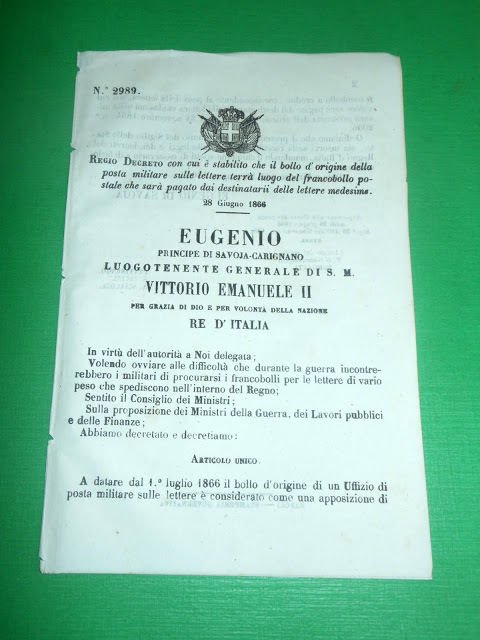 N.° 2989.
REGIO DECRETO con cui è stabilito che il bollo d'origine della
posta militare sulle lettere terrà luogo del francobollo po-
stale che sarà pagato dai destinatarii delle lettere medesime.
28 Giugno 1866
EUGENIO
PRINCIPE DI SAVOJA-CARIGNANO
LUOGOTENENTE GENERALE DI S. M.
VITTORIO EMANUELE II
PER GRAZIA DI DIO E PER VOLONTÀ DELLA NAZIONE
RE D'ITALIA
In virtù dell'autorità a Noi delegata;
Volendo ovviare alle difficoltà che durante la guerra incontre-
rebbero i militari di procurarsi i francobolli per le lettere di vario
peso che spediscono nell'interno del Regno;
Sentito il Consiglio dei Ministri;
Sulla proposizione dei Ministri della Guerra, dei Lavori pubblici
e delle Finanze;
Abbiamo decretato e decretiamo:
ARTICOLO UNICO.
A datare dal 1.° luglio 1866 il bollo d'origine di un Uffizio di
posta militare sulle lettere è considerato come una apposizione di